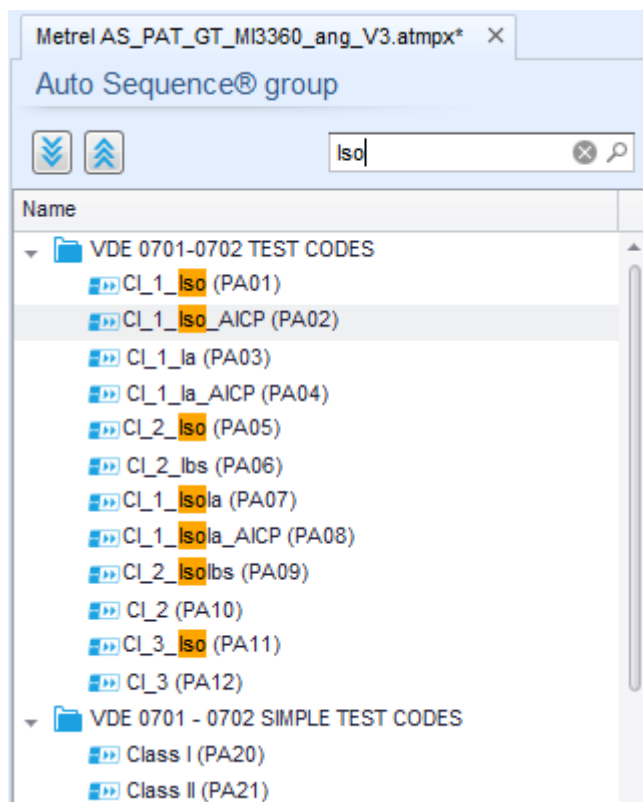 Metrel AS_PAT_GT_MI3360_ang_V3.atmpx*
Auto Sequence® group
Iso
Name
VDE 0701-0702 TEST CODES
Cl_1_Iso (PA01)
Cl_1_Iso_AICP (PA02)
Cl_1_Ia (PA03)
Cl_1_Ia_AICP (PA04)
Cl_2_Iso (PA05)
Cl_2_Ibs (PA06)
Cl_1_IsoIa (PA07)
Cl_1_IsoIa_AICP (PA08)
Cl_2_IsoIbs (PA09)
Cl_2 (PA10)
Cl_3_Iso (PA11)
Cl_3 (PA12)
VDE 0701 - 0702 SIMPLE TEST CODES
Class I (PA20)
Class II (PA21)